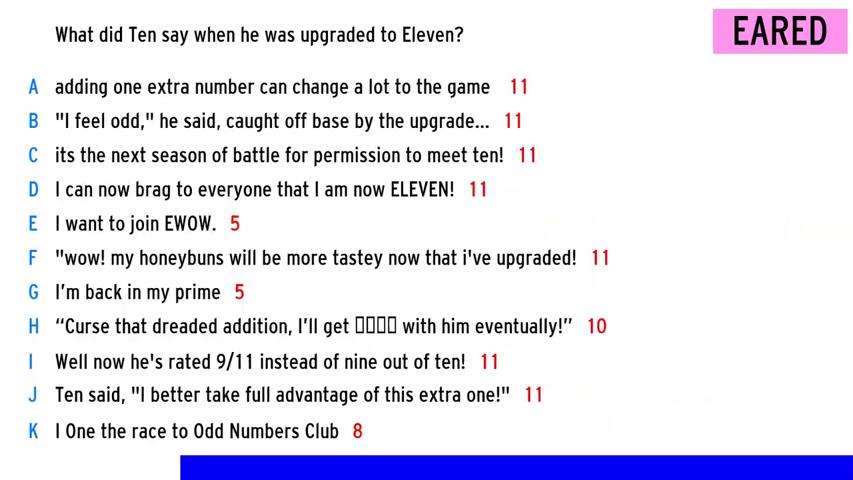 What did Ten say when he was upgraded to Eleven?
EARED
A adding one extra number can change a lot to the game 11
B "I feel odd," he said, caught off base by the upgrade... 11
C its the next season of battle for permission to meet ten! 11
D I can now brag to everyone that I am now ELEVEN! 11
E I want to join EWOW. 5
F "wow! my honeybuns will be more tastey now that i've upgraded! 11
G I'm back in my prime 5
H “Curse that dreaded addition, I’ll get ▯▯▯▯ with him eventually!” 10
I Well now he's rated 9/11 instead of nine out of ten! 11
J Ten said, "I better take full advantage of this extra one!" 11
K I One the race to Odd Numbers Club 8